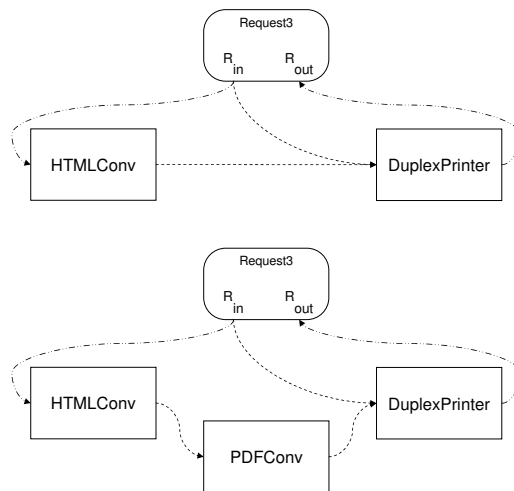 Request3
R R
in out
HTMLConv DuplexPrinter
Request3
R R
in out
HTMLConv DuplexPrinter
PDFConv